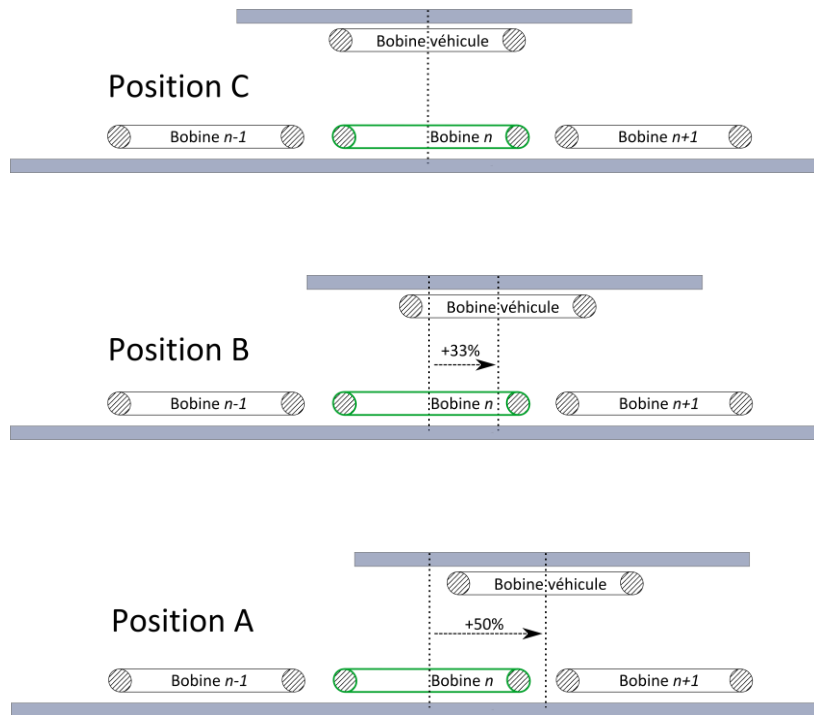 Bobine véhicule
Position C
Bobine n-1 Bobine n Bobine n+1
Bobine véhicule
Position B
+33%
Bobine n-1 Bobine n Bobine n+1
Bobine véhicule
Position A
+50%
Bobine n-1 Bobine n Bobine n+1